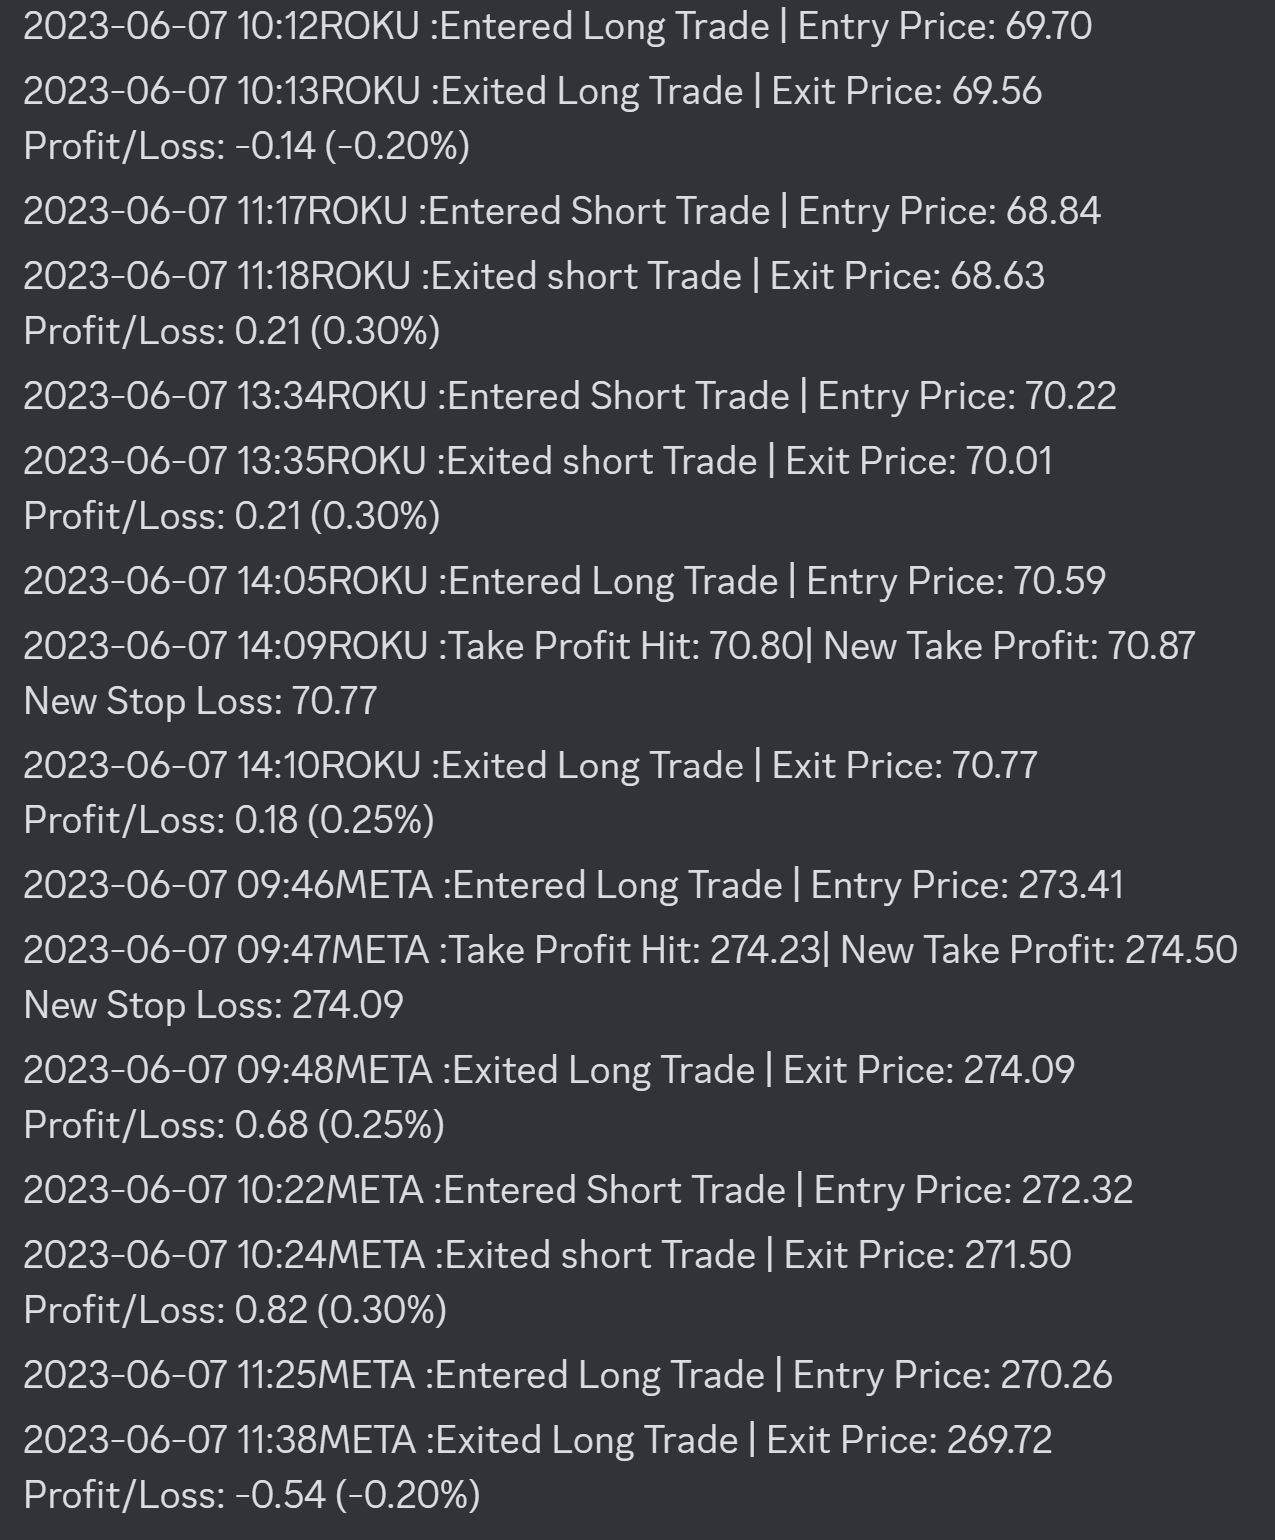 2023-06-07 10:12ROKU :Entered Long Trade | Entry Price: 69.70
2023-06-07 10:13ROKU :Exited Long Trade | Exit Price: 69.56
Profit/Loss: -0.14 (-0.20%)
2023-06-07 11:17ROKU :Entered Short Trade | Entry Price: 68.84
2023-06-07 11:18ROKU :Exited short Trade | Exit Price: 68.63
Profit/Loss: 0.21 (0.30%)
2023-06-07 13:34ROKU :Entered Short Trade | Entry Price: 70.22
2023-06-07 13:35ROKU :Exited short Trade | Exit Price: 70.01
Profit/Loss: 0.21 (0.30%)
2023-06-07 14:05ROKU :Entered Long Trade | Entry Price: 70.59
2023-06-07 14:09ROKU :Take Profit Hit: 70.80| New Take Profit: 70.87
New Stop Loss: 70.77
2023-06-07 14:10ROKU :Exited Long Trade | Exit Price: 70.77
Profit/Loss: 0.18 (0.25%)
2023-06-07 09:46META :Entered Long Trade | Entry Price: 273.41
2023-06-07 09:47META :Take Profit Hit: 274.23| New Take Profit: 274.50
New Stop Loss: 274.09
2023-06-07 09:48META :Exited Long Trade | Exit Price: 274.09
Profit/Loss: 0.68 (0.25%)
2023-06-07 10:22META :Entered Short Trade | Entry Price: 272.32
2023-06-07 10:24META :Exited short Trade | Exit Price: 271.50
Profit/Loss: 0.82 (0.30%)
2023-06-07 11:25META :Entered Long Trade | Entry Price: 270.26
2023-06-07 11:38META :Exited Long Trade | Exit Price: 269.72
Profit/Loss: -0.54 (-0.20%)